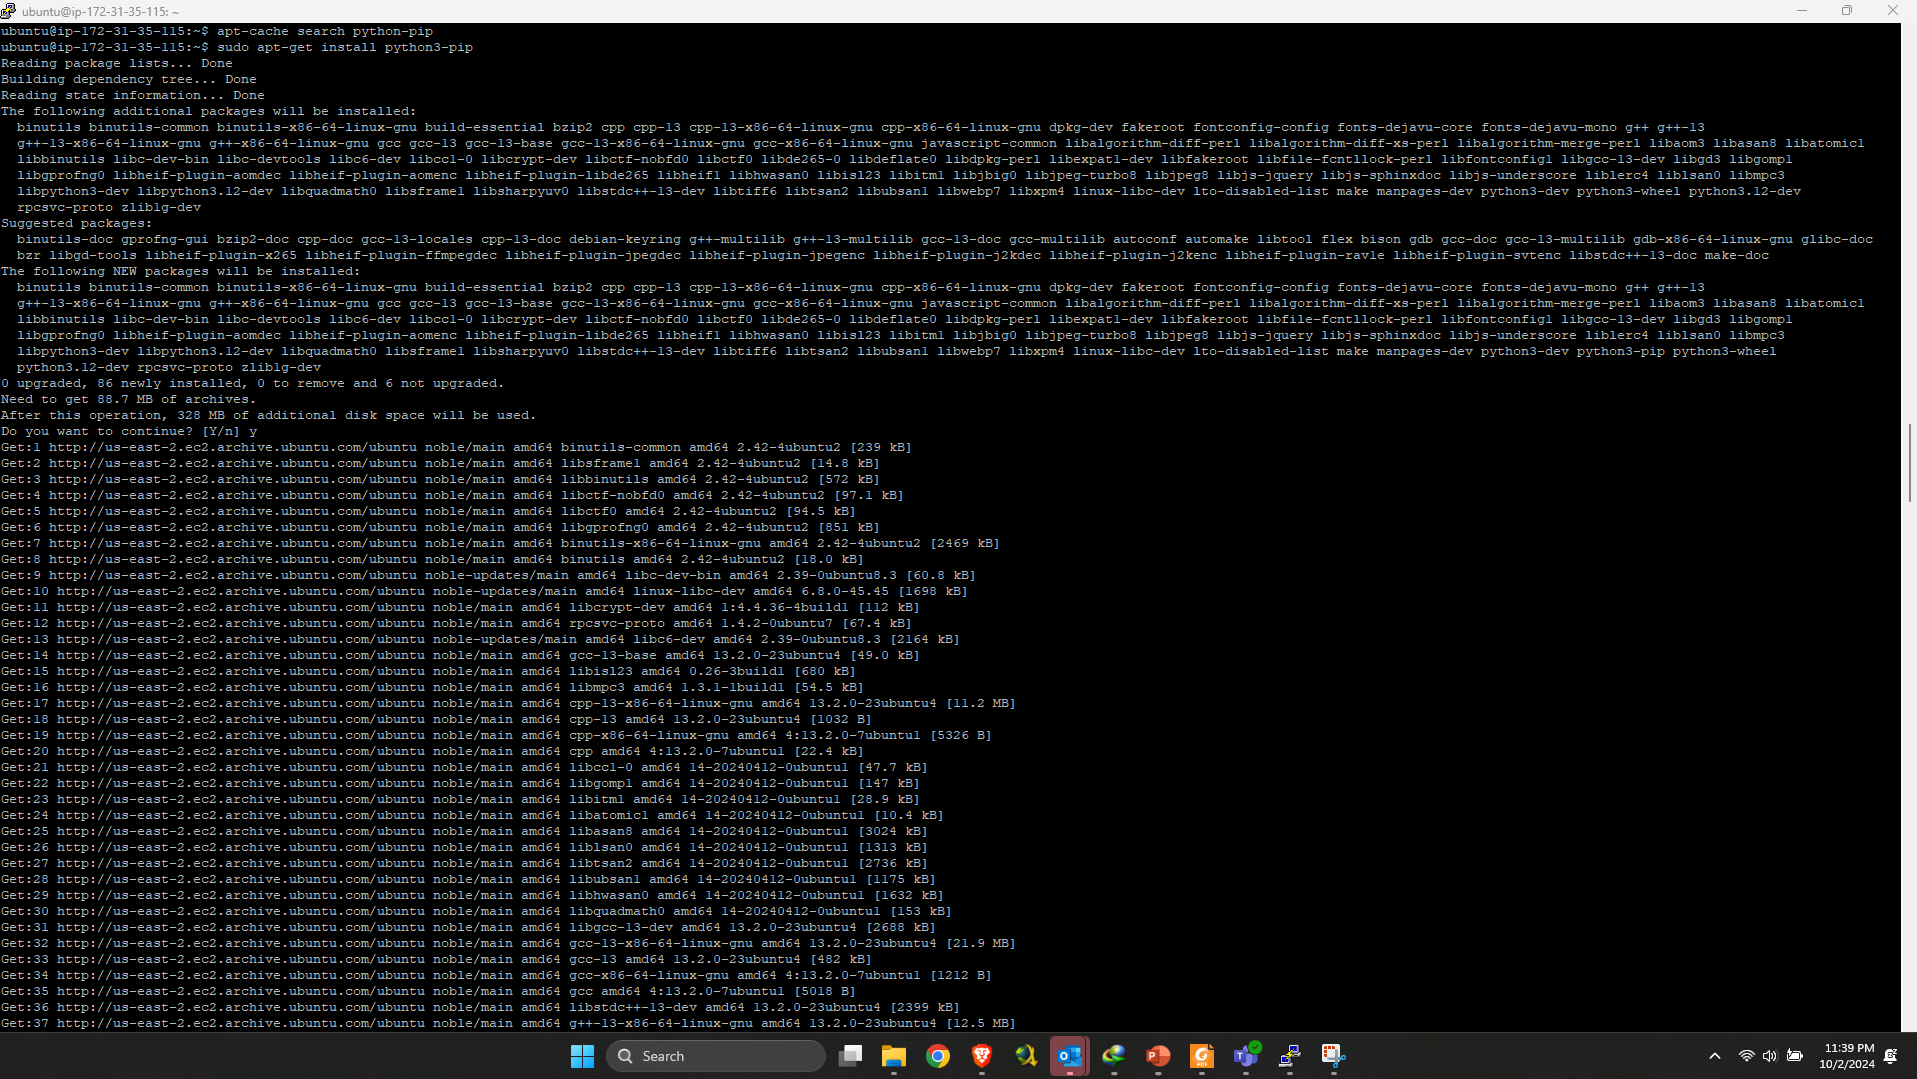 ubuntu@ip-172-31-35-115: ~
ubuntu@ip-172-31-35-115:~$ apt-cache search python-pip
ubuntu@ip-172-31-35-115:~$ sudo apt-get install python3-pip
Reading package lists... Done
Building dependency tree... Done
Reading state information... Done
The following additional packages will be installed:
  binutils binutils-common binutils-x86-64-linux-gnu build-essential bzip2 cpp cpp-13 cpp-13-x86-64-linux-gnu cpp-x86-64-linux-gnu dpkg-dev fakeroot fontconfig-config fonts-dejavu-core fonts-dejavu-mono g++ g++-13
  g++-13-x86-64-linux-gnu g++-x86-64-linux-gnu gcc gcc-13 gcc-13-base gcc-13-x86-64-linux-gnu gcc-x86-64-linux-gnu javascript-common libalgorithm-diff-perl libalgorithm-diff-xs-perl libalgorithm-merge-perl libaom3 libasan8 libatomic1
  libbinutils libc-dev-bin libc-devtools libc6-dev libcc1-0 libcrypt-dev libctf-nobfd0 libctf0 libde265-0 libdeflate0 libdpkg-perl libexpat1-dev libfakeroot libfile-fcntllock-perl libfontconfig1 libgcc-13-dev libgd3 libgomp1
  libgprofng0 libheif-plugin-aomdec libheif-plugin-aomenc libheif-plugin-libde265 libheif1 libhwasan0 libisl23 libitm1 libjbig0 libjpeg-turbo8 libjpeg8 libjs-jquery libjs-sphinxdoc libjs-underscore liblerc4 liblsan0 libmpc3
  libpython3-dev libpython3.12-dev libquadmath0 libsframe1 libsharpyuv0 libstdc++-13-dev libtiff6 libtsan2 libubsan1 libwebp7 libxpm4 linux-libc-dev lto-disabled-list make manpages-dev python3-dev python3-wheel python3.12-dev
  rpcsvc-proto zlib1g-dev
Suggested packages:
  binutils-doc gprofng-gui bzip2-doc cpp-doc gcc-13-locales cpp-13-doc debian-keyring g++-multilib g++-13-multilib gcc-13-doc gcc-multilib autoconf automake libtool flex bison gdb gcc-doc gcc-13-multilib gdb-x86-64-linux-gnu glibc-doc
  bzr libgd-tools libheif-plugin-x265 libheif-plugin-ffmpegdec libheif-plugin-jpegdec libheif-plugin-jpegenc libheif-plugin-j2kdec libheif-plugin-j2kenc libheif-plugin-ravle libheif-plugin-svtenc libstdc++-13-doc make-doc
The following NEW packages will be installed:
  binutils binutils-common binutils-x86-64-linux-gnu build-essential bzip2 cpp cpp-13 cpp-13-x86-64-linux-gnu cpp-x86-64-linux-gnu dpkg-dev fakeroot fontconfig-config fonts-dejavu-core fonts-dejavu-mono g++ g++-13
  g++-13-x86-64-linux-gnu g++-x86-64-linux-gnu gcc gcc-13 gcc-13-base gcc-13-x86-64-linux-gnu gcc-x86-64-linux-gnu javascript-common libalgorithm-diff-perl libalgorithm-diff-xs-perl libalgorithm-merge-perl libaom3 libasan8 libatomic1
  libbinutils libc-dev-bin libc-devtools libc6-dev libcc1-0 libcrypt-dev libctf-nobfd0 libctf0 libde265-0 libdeflate0 libdpkg-perl libexpat1-dev libfakeroot libfile-fcntllock-perl libfontconfig1 libgcc-13-dev libgd3 libgomp1
  libgprofng0 libheif-plugin-aomdec libheif-plugin-aomenc libheif-plugin-libde265 libheif1 libhwasan0 libisl23 libitm1 libjbig0 libjpeg-turbo8 libjpeg8 libjs-jquery libjs-sphinxdoc libjs-underscore liblerc4 liblsan0 libmpc3
  libpython3-dev libpython3.12-dev libquadmath0 libsframe1 libsharpyuv0 libstdc++-13-dev libtiff6 libtsan2 libubsan1 libwebp7 libxpm4 linux-libc-dev lto-disabled-list make manpages-dev python3-dev python3-pip python3-wheel
  python3.12-dev rpcsvc-proto zlib1g-dev
0 upgraded, 86 newly installed, 0 to remove and 6 not upgraded.
Need to get 88.7 MB of archives.
After this operation, 328 MB of additional disk space will be used.
Do you want to continue? [Y/n] y
Get:1 http://us-east-2.ec2.archive.ubuntu.com/ubuntu noble/main amd64 binutils-common amd64 2.42-4ubuntu2 [239 kB]
Get:2 http://us-east-2.ec2.archive.ubuntu.com/ubuntu noble/main amd64 libsframe1 amd64 2.42-4ubuntu2 [14.8 kB]
Get:3 http://us-east-2.ec2.archive.ubuntu.com/ubuntu noble/main amd64 libbinutils amd64 2.42-4ubuntu2 [572 kB]
Get:4 http://us-east-2.ec2.archive.ubuntu.com/ubuntu noble/main amd64 libctf-nobfd0 amd64 2.42-4ubuntu2 [97.1 kB]
Get:5 http://us-east-2.ec2.archive.ubuntu.com/ubuntu noble/main amd64 libctf0 amd64 2.42-4ubuntu2 [94.5 kB]
Get:6 http://us-east-2.ec2.archive.ubuntu.com/ubuntu noble/main amd64 libgprofng0 amd64 2.42-4ubuntu2 [851 kB]
Get:7 http://us-east-2.ec2.archive.ubuntu.com/ubuntu noble/main amd64 binutils-x86-64-linux-gnu amd64 2.42-4ubuntu2 [2469 kB]
Get:8 http://us-east-2.ec2.archive.ubuntu.com/ubuntu noble/main amd64 binutils amd64 2.42-4ubuntu2 [18.0 kB]
Get:9 http://us-east-2.ec2.archive.ubuntu.com/ubuntu noble-updates/main amd64 libc-dev-bin amd64 2.39-0ubuntu8.3 [60.8 kB]
Get:10 http://us-east-2.ec2.archive.ubuntu.com/ubuntu noble-updates/main amd64 linux-libc-dev amd64 6.8.0-45.45 [1698 kB]
Get:11 http://us-east-2.ec2.archive.ubuntu.com/ubuntu noble/main amd64 libcrypt-dev amd64 1:4.4.36-4build1 [112 kB]
Get:12 http://us-east-2.ec2.archive.ubuntu.com/ubuntu noble/main amd64 rpcsvc-proto amd64 1.4.2-0ubuntu7 [67.4 kB]
Get:13 http://us-east-2.ec2.archive.ubuntu.com/ubuntu noble-updates/main amd64 libc6-dev amd64 2.39-0ubuntu8.3 [2164 kB]
Get:14 http://us-east-2.ec2.archive.ubuntu.com/ubuntu noble/main amd64 gcc-13-base amd64 13.2.0-23ubuntu4 [49.0 kB]
Get:15 http://us-east-2.ec2.archive.ubuntu.com/ubuntu noble/main amd64 libisl23 amd64 0.26-3build1 [680 kB]
Get:16 http://us-east-2.ec2.archive.ubuntu.com/ubuntu noble/main amd64 libmpc3 amd64 1.3.1-1build1 [54.5 kB]
Get:17 http://us-east-2.ec2.archive.ubuntu.com/ubuntu noble/main amd64 cpp-13-x86-64-linux-gnu amd64 13.2.0-23ubuntu4 [11.2 MB]
Get:18 http://us-east-2.ec2.archive.ubuntu.com/ubuntu noble/main amd64 cpp-13 amd64 13.2.0-23ubuntu4 [1032 B]
Get:19 http://us-east-2.ec2.archive.ubuntu.com/ubuntu noble/main amd64 cpp-x86-64-linux-gnu amd64 4:13.2.0-7ubuntu1 [5326 B]
Get:20 http://us-east-2.ec2.archive.ubuntu.com/ubuntu noble/main amd64 cpp amd64 4:13.2.0-7ubuntu1 [22.4 kB]
Get:21 http://us-east-2.ec2.archive.ubuntu.com/ubuntu noble/main amd64 libcc1-0 amd64 14-20240412-0ubuntu1 [47.7 kB]
Get:22 http://us-east-2.ec2.archive.ubuntu.com/ubuntu noble/main amd64 libgomp1 amd64 14-20240412-0ubuntu1 [147 kB]
Get:23 http://us-east-2.ec2.archive.ubuntu.com/ubuntu noble/main amd64 libitm1 amd64 14-20240412-0ubuntu1 [28.9 kB]
Get:24 http://us-east-2.ec2.archive.ubuntu.com/ubuntu noble/main amd64 libatomic1 amd64 14-20240412-0ubuntu1 [10.4 kB]
Get:25 http://us-east-2.ec2.archive.ubuntu.com/ubuntu noble/main amd64 libasan8 amd64 14-20240412-0ubuntu1 [3024 kB]
Get:26 http://us-east-2.ec2.archive.ubuntu.com/ubuntu noble/main amd64 liblsan0 amd64 14-20240412-0ubuntu1 [1313 kB]
Get:27 http://us-east-2.ec2.archive.ubuntu.com/ubuntu noble/main amd64 libtsan2 amd64 14-20240412-0ubuntu1 [2736 kB]
Get:28 http://us-east-2.ec2.archive.ubuntu.com/ubuntu noble/main amd64 libubsan1 amd64 14-20240412-0ubuntu1 [1175 kB]
Get:29 http://us-east-2.ec2.archive.ubuntu.com/ubuntu noble/main amd64 libhwasan0 amd64 14-20240412-0ubuntu1 [1632 kB]
Get:30 http://us-east-2.ec2.archive.ubuntu.com/ubuntu noble/main amd64 libquadmath0 amd64 14-20240412-0ubuntu1 [153 kB]
Get:31 http://us-east-2.ec2.archive.ubuntu.com/ubuntu noble/main amd64 libgcc-13-dev amd64 13.2.0-23ubuntu4 [2688 kB]
Get:32 http://us-east-2.ec2.archive.ubuntu.com/ubuntu noble/main amd64 gcc-13-x86-64-linux-gnu amd64 13.2.0-23ubuntu4 [21.9 MB]
Get:33 http://us-east-2.ec2.archive.ubuntu.com/ubuntu noble/main amd64 gcc-13 amd64 13.2.0-23ubuntu4 [482 kB]
Get:34 http://us-east-2.ec2.archive.ubuntu.com/ubuntu noble/main amd64 gcc-x86-64-linux-gnu amd64 4:13.2.0-7ubuntu1 [1212 B]
Get:35 http://us-east-2.ec2.archive.ubuntu.com/ubuntu noble/main amd64 gcc amd64 4:13.2.0-7ubuntu1 [5018 B]
Get:36 http://us-east-2.ec2.archive.ubuntu.com/ubuntu noble/main amd64 libstdc++-13-dev amd64 13.2.0-23ubuntu4 [2399 kB]
Get:37 http://us-east-2.ec2.archive.ubuntu.com/ubuntu noble/main amd64 g++-13-x86-64-linux-gnu amd64 13.2.0-23ubuntu4 [12.5 MB]
Search
11:39 PM
10/2/2024